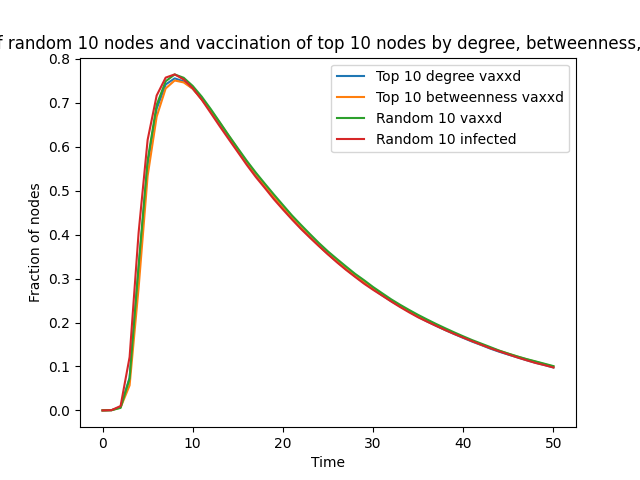 random 10 nodes and vaccination of top 10 nodes by degree, betweenness,
Top 10 degree vaxxd
Top 10 betweenness vaxxd
Random 10 vaxxd
Random 10 infected
Fraction of nodes
0.8
0.7
0.6
0.5
0.4
0.3
0.2
0.1
0.0
0 10 20 30 40 50
Time